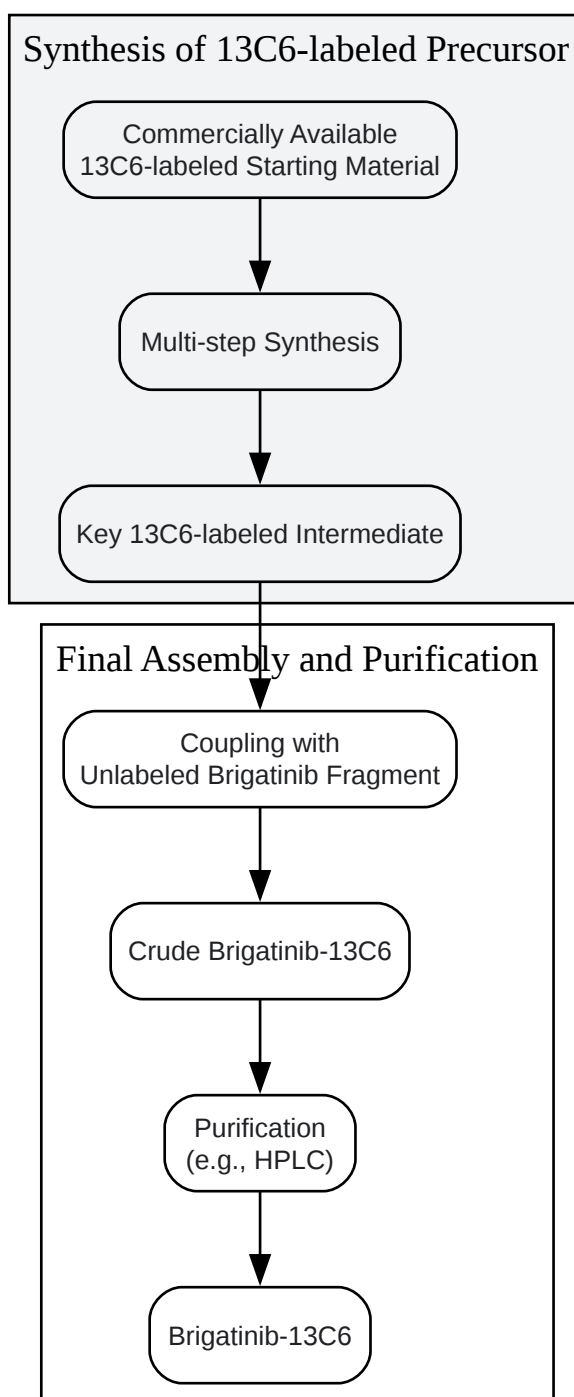 Synthesis of 13C6-labeled Precursor
Commercially Available
13C6-labeled Starting Material
Multi-step Synthesis
Key 13C6-labeled Intermediate
Final Assembly and Purification
Coupling with
Unlabeled Brigatinib Fragment
Crude Brigatinib-13C6
Purification
(e.g., HPLC)
Brigatinib-13C6